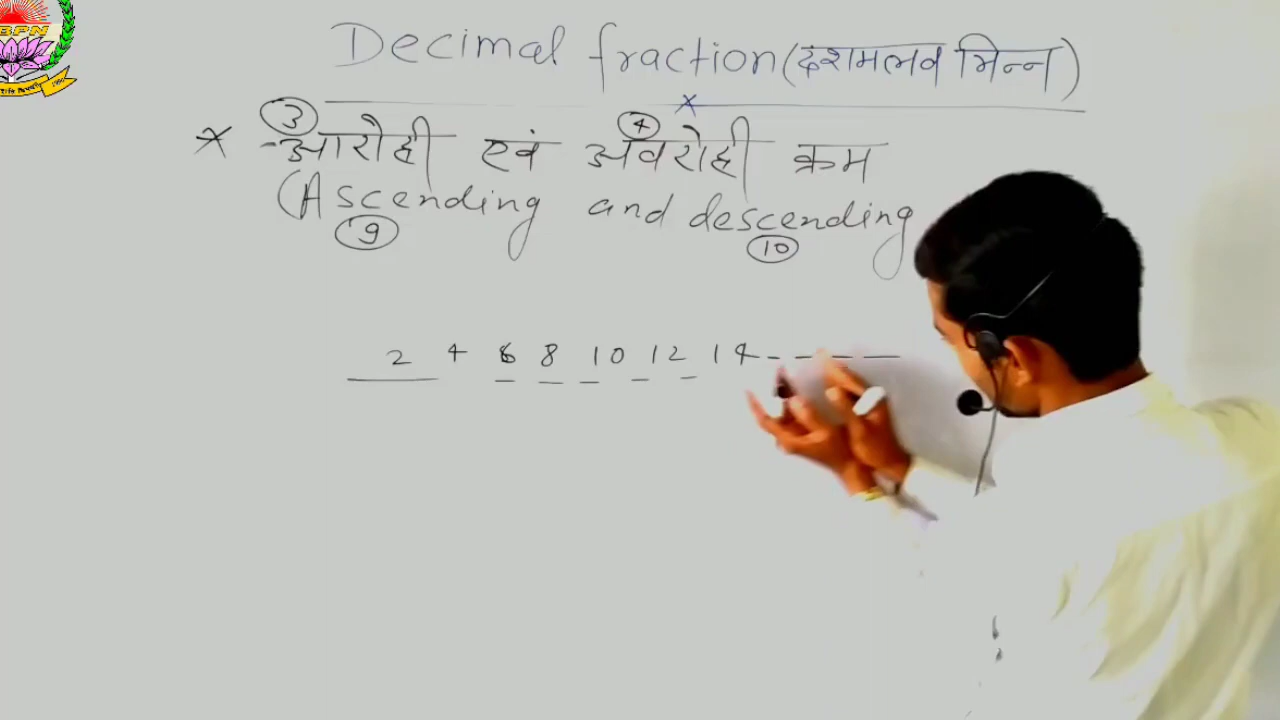 BPN
Decimal fraction (दशमलव भिन्न)
③ ④
* आरोही एवं अवरोही क्रम
(Ascending and descending
⑨ ⑩
2 4 6 8 10 12 14 - - - -